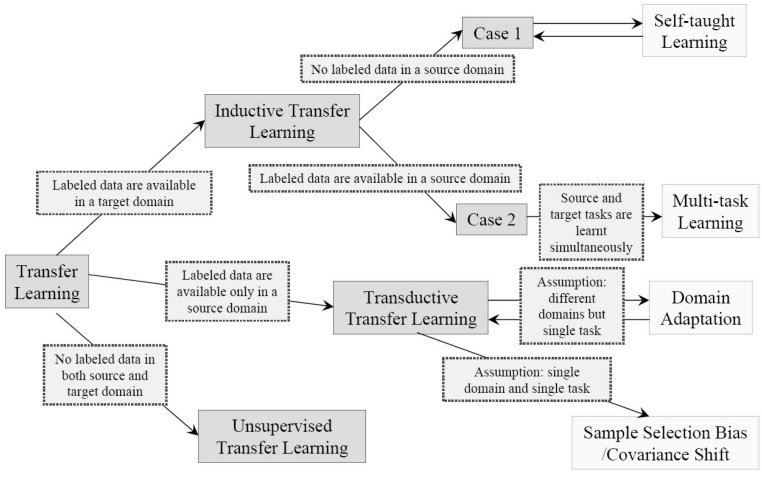 Case 1
Self-taught
Learning
No labeled data in a source domain
Inductive Transfer
Learning
Labeled data are available in a source domain
Labeled data are available
in a target domain
Case 2
Source and
target tasks are
learnt
simultaneously
Multi-task
Learning
Transfer
Learning
Labeled data are
available only in a
source domain
Transductive
Transfer Learning
Assumption:
different
domains but
single task
Domain
Adaptation
No labeled data in
both source and
target domain
Assumption: single
domain and single task
Unsupervised
Transfer Learning
Sample Selection Bias
/Covariance Shift